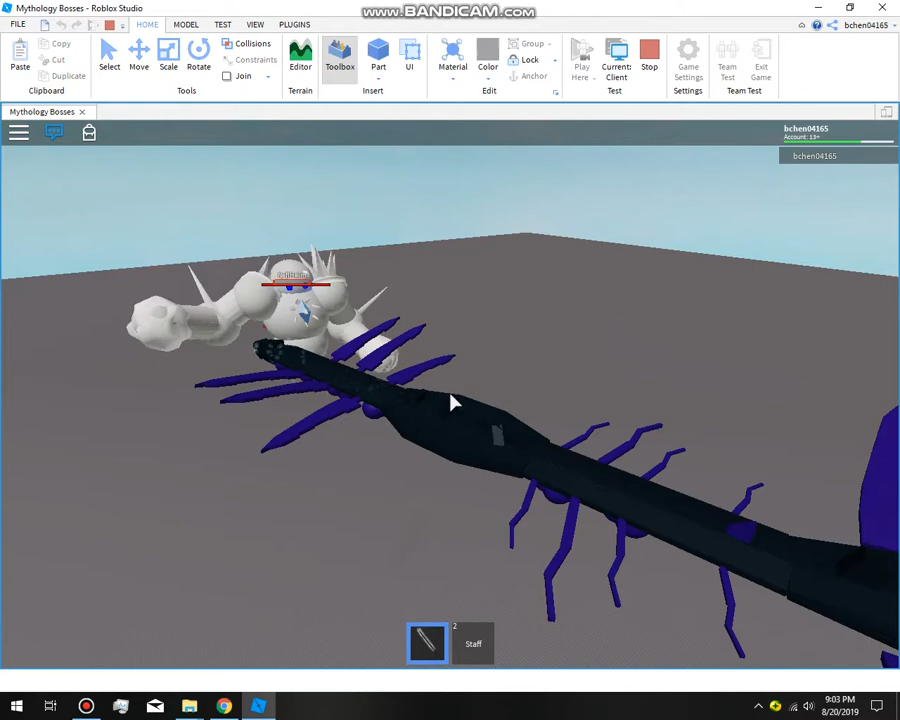 www.BANDICAM.com
Mythology Bosses - Roblox Studio
FILE HOME MODEL TEST VIEW PLUGINS bchen04165
Paste Copy Cut Duplicate Clipboard
Select Move Scale Rotate Collisions Constraints Join Tools
Editor Terrain
Toolbox Part UI Insert
Material Color Group Lock Anchor Edit
Play Here Current: Client Stop Test
Game Settings Settings
Team Test Exit Game Team Test
Mythology Bosses
bchen04165
Account: 13+
bchen04165
2
Staff
9:03 PM
8/20/2019